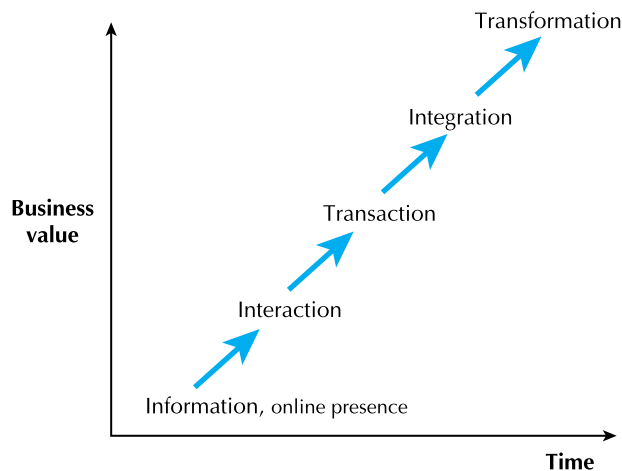 Transformation
Integration
Business
value
Transaction
Interaction
Information, online presence
Time